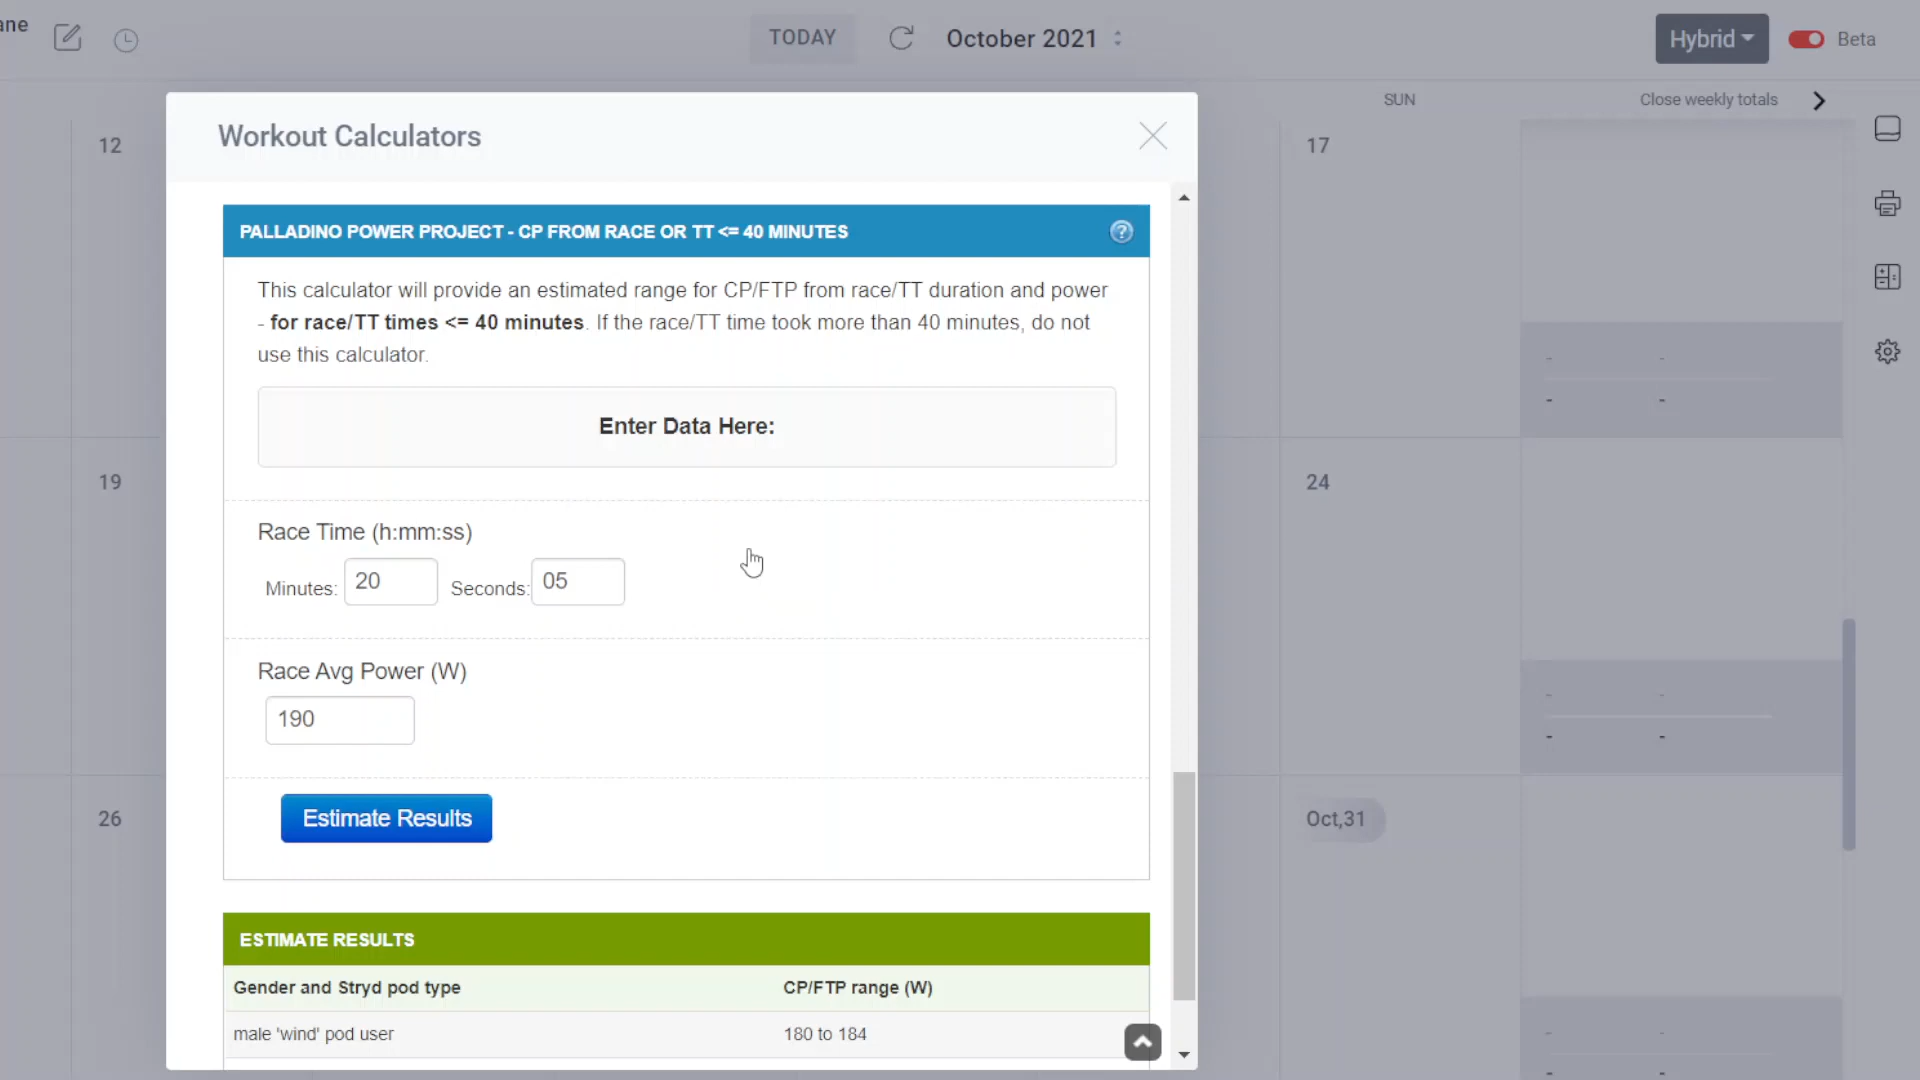 ane
TODAY
October 2021
Hybrid
Beta
SUN
Close weekly totals
12
17
Workout Calculators
PALLADINO POWER PROJECT - CP FROM RACE OR TT <= 40 MINUTES
?
This calculator will provide an estimated range for CP/FTP from race/TT duration and power
- for race/TT times <= 40 minutes. If the race/TT time took more than 40 minutes, do not
use this calculator.
- -
- -
Enter Data Here:
19
24
Race Time (h:mm:ss)
Minutes: 20 Seconds: 05
Race Avg Power (W)
190
- -
- -
Estimate Results
26
Oct,31
ESTIMATE RESULTS
Gender and Stryd pod type CP/FTP range (W)
male 'wind' pod user 180 to 184
- -
- -